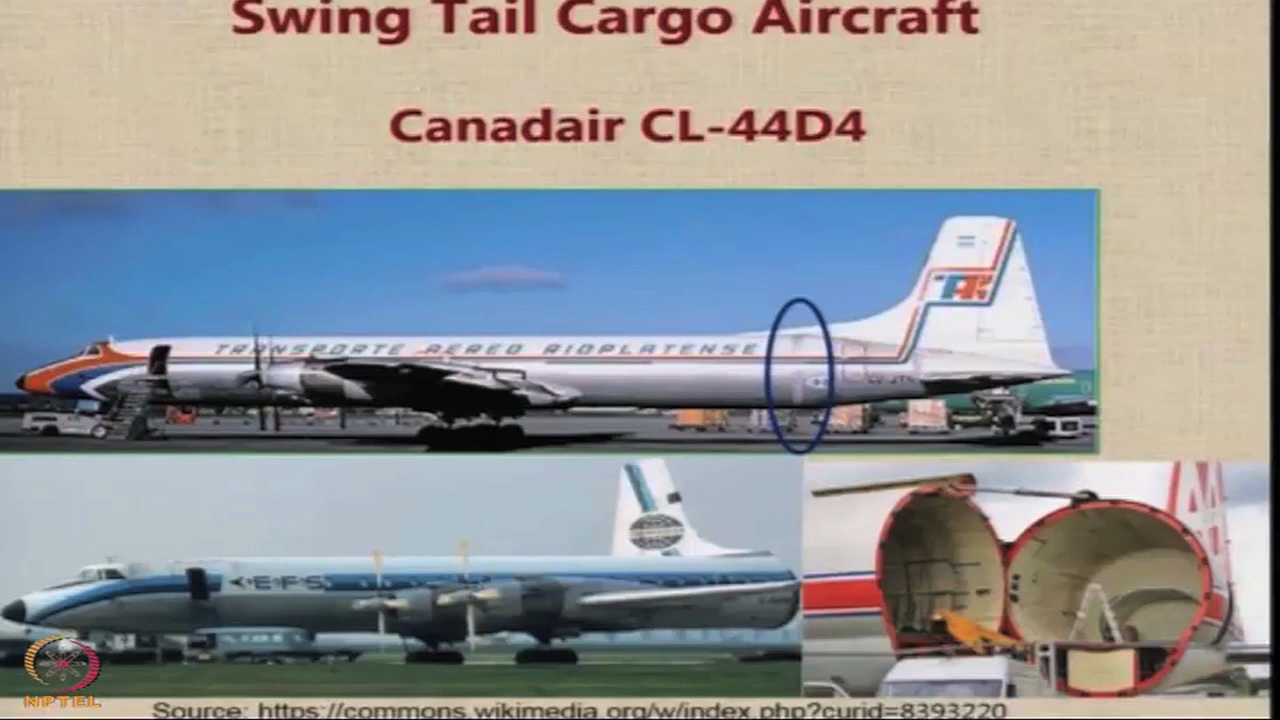 Swing Tail Cargo Aircraft
Canadair CL-44D4
TRANSPORTE AEREO RIOPLATENSE
TAR
AEFS
NPTEL
Source: https://commons.wikimedia.org/w/index.php?curid=8393220